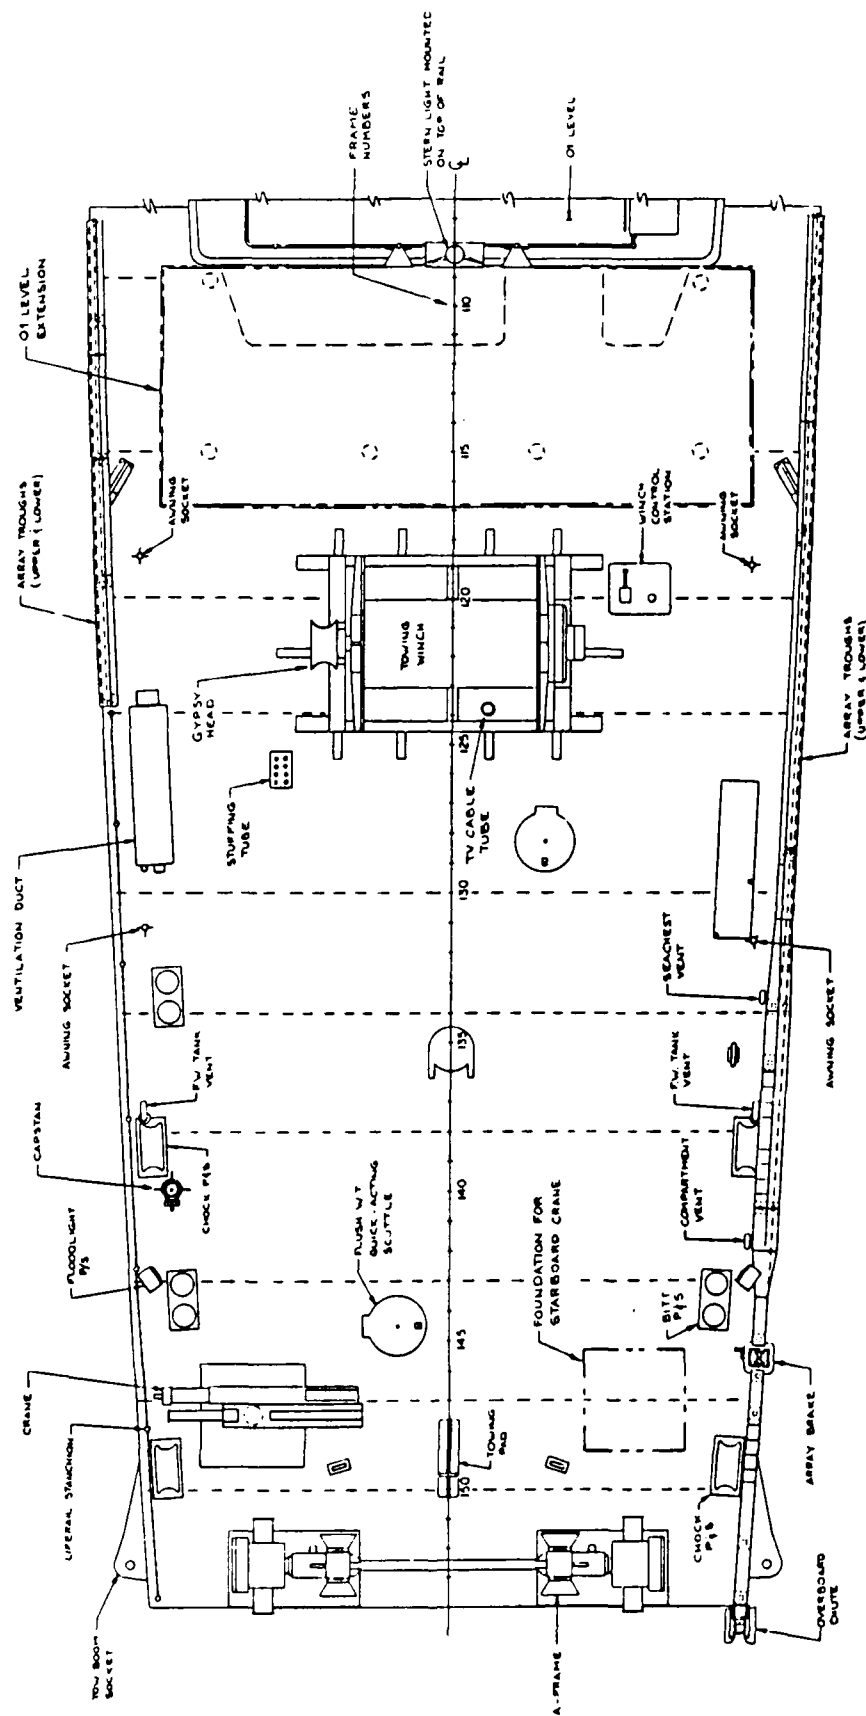 FRAME
NUMBERS
STERN LIGHT MOUNTED
ON TOP OF RAIL
℄
01 LEVEL
01 LEVEL
EXTENSION
110
115
120
125
130
135
140
145
150
ARRAY TROUGHS
(UPPER & LOWER)
AWNING
SOCKET
WINCH
CONTROL
STATION
AWNING
SOCKET
TOWING
WINCH
GYPSY
HEAD
ARRAY TROUGHS
(UPPER & LOWER)
STUFFING
TUBE
TV CABLE
TUBE
VENTILATION DUCT
AWNING SOCKET
SEACHEST
VENT
AWNING SOCKET
F.W. TANK
VENT
F.W. TANK
VENT
CAPSTAN
CHOCK P&S
COMPARTMENT
VENT
FLOODLIGHT
P/S
FLUSH WT
QUICK-ACTING
SCUTTLE
FOUNDATION FOR
STARBOARD CRANE
BITT
P&S
CRANE
ARRAY BRAKE
LIFERAIL STANCHION
TOWING
PAD
CHOCK
P&S
TOW BOOM
SOCKET
A-FRAME
OVERBOARD
CHUTE